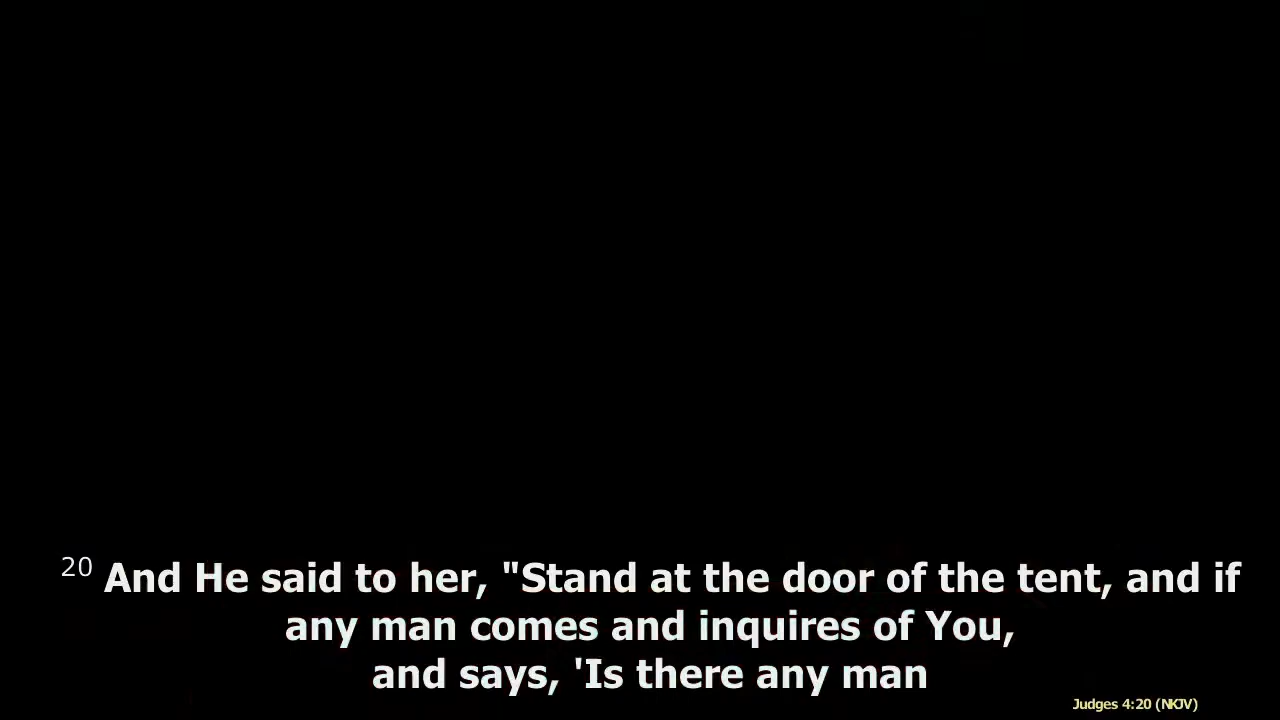 20 And He said to her, "Stand at the door of the tent, and if
any man comes and inquires of You,
and says, 'Is there any man
Judges 4:20 (NKJV)